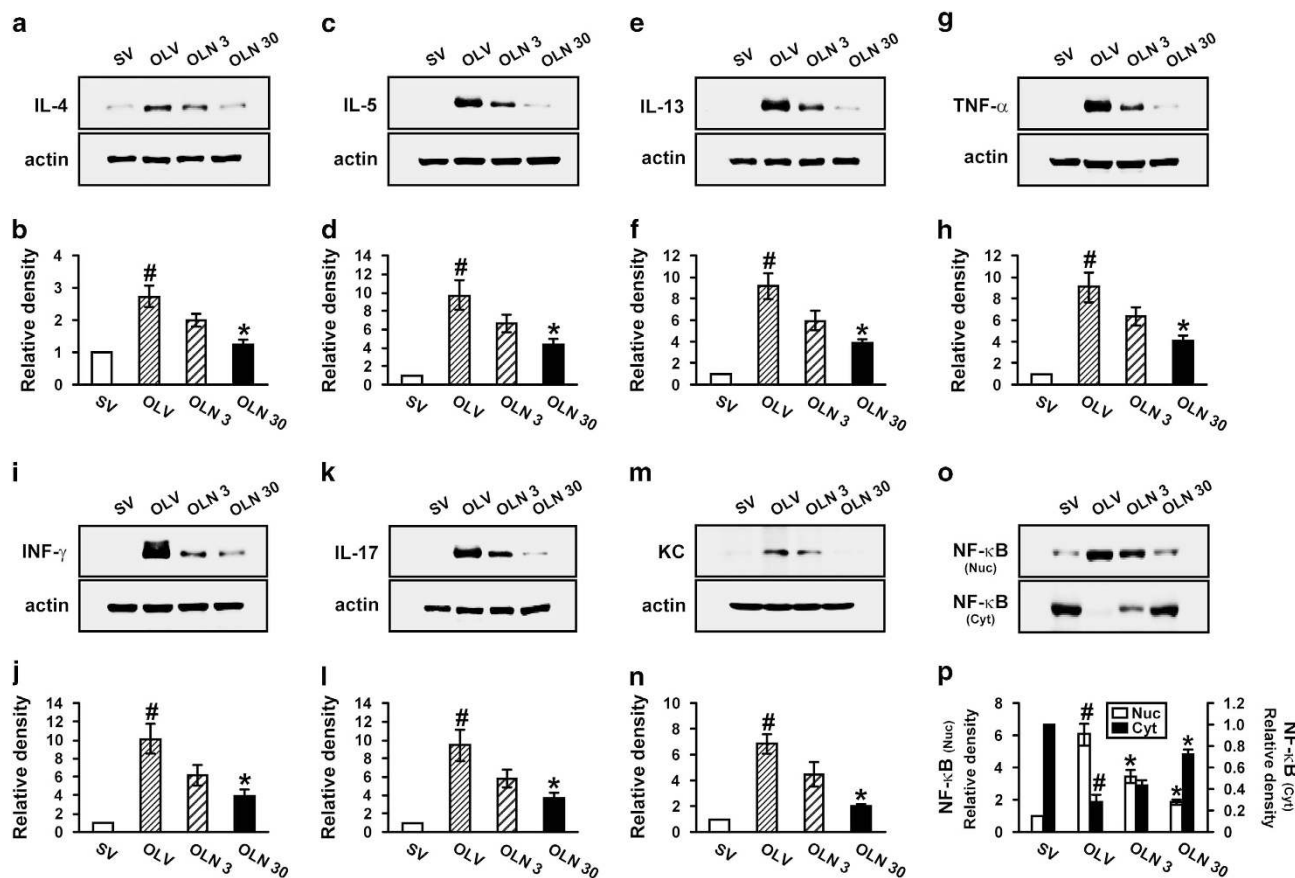 a
SV OLV OLN 3 OLN 30
IL-4
actin
c
SV OLV OLN 3 OLN 30
IL-5
actin
e
SV OLV OLN 3 OLN 30
IL-13
actin
g
SV OLV OLN 3 OLN 30
TNF-α
actin
b
Relative density
4
3
2
1
0
#
*
SV OLV OLN 3 OLN 30
d
Relative density
14
12
10
8
6
4
2
0
#
*
SV OLV OLN 3 OLN 30
f
Relative density
12
10
8
6
4
2
0
#
*
SV OLV OLN 3 OLN 30
h
Relative density
12
10
8
6
4
2
0
#
*
SV OLV OLN 3 OLN 30
i
SV OLV OLN 3 OLN 30
INF-γ
actin
k
SV OLV OLN 3 OLN 30
IL-17
actin
m
SV OLV OLN 3 OLN 30
KC
actin
o
SV OLV OLN 3 OLN 30
NF-κB
(Nuc)
NF-κB
(Cyt)
j
Relative density
14
12
10
8
6
4
2
0
#
*
SV OLV OLN 3 OLN 30
l
Relative density
14
12
10
8
6
4
2
0
#
*
SV OLV OLN 3 OLN 30
n
Relative density
10
8
6
4
2
0
#
*
SV OLV OLN 3 OLN 30
p
NF-κB (Nuc)
Relative density
8
6
4
2
0
Nuc
Cyt
#
#
*
*
*
1.2
1.0
0.8
0.6
0.4
0.2
0
NF-κB (Cyt)
Relative density
SV OLV OLN 3 OLN 30